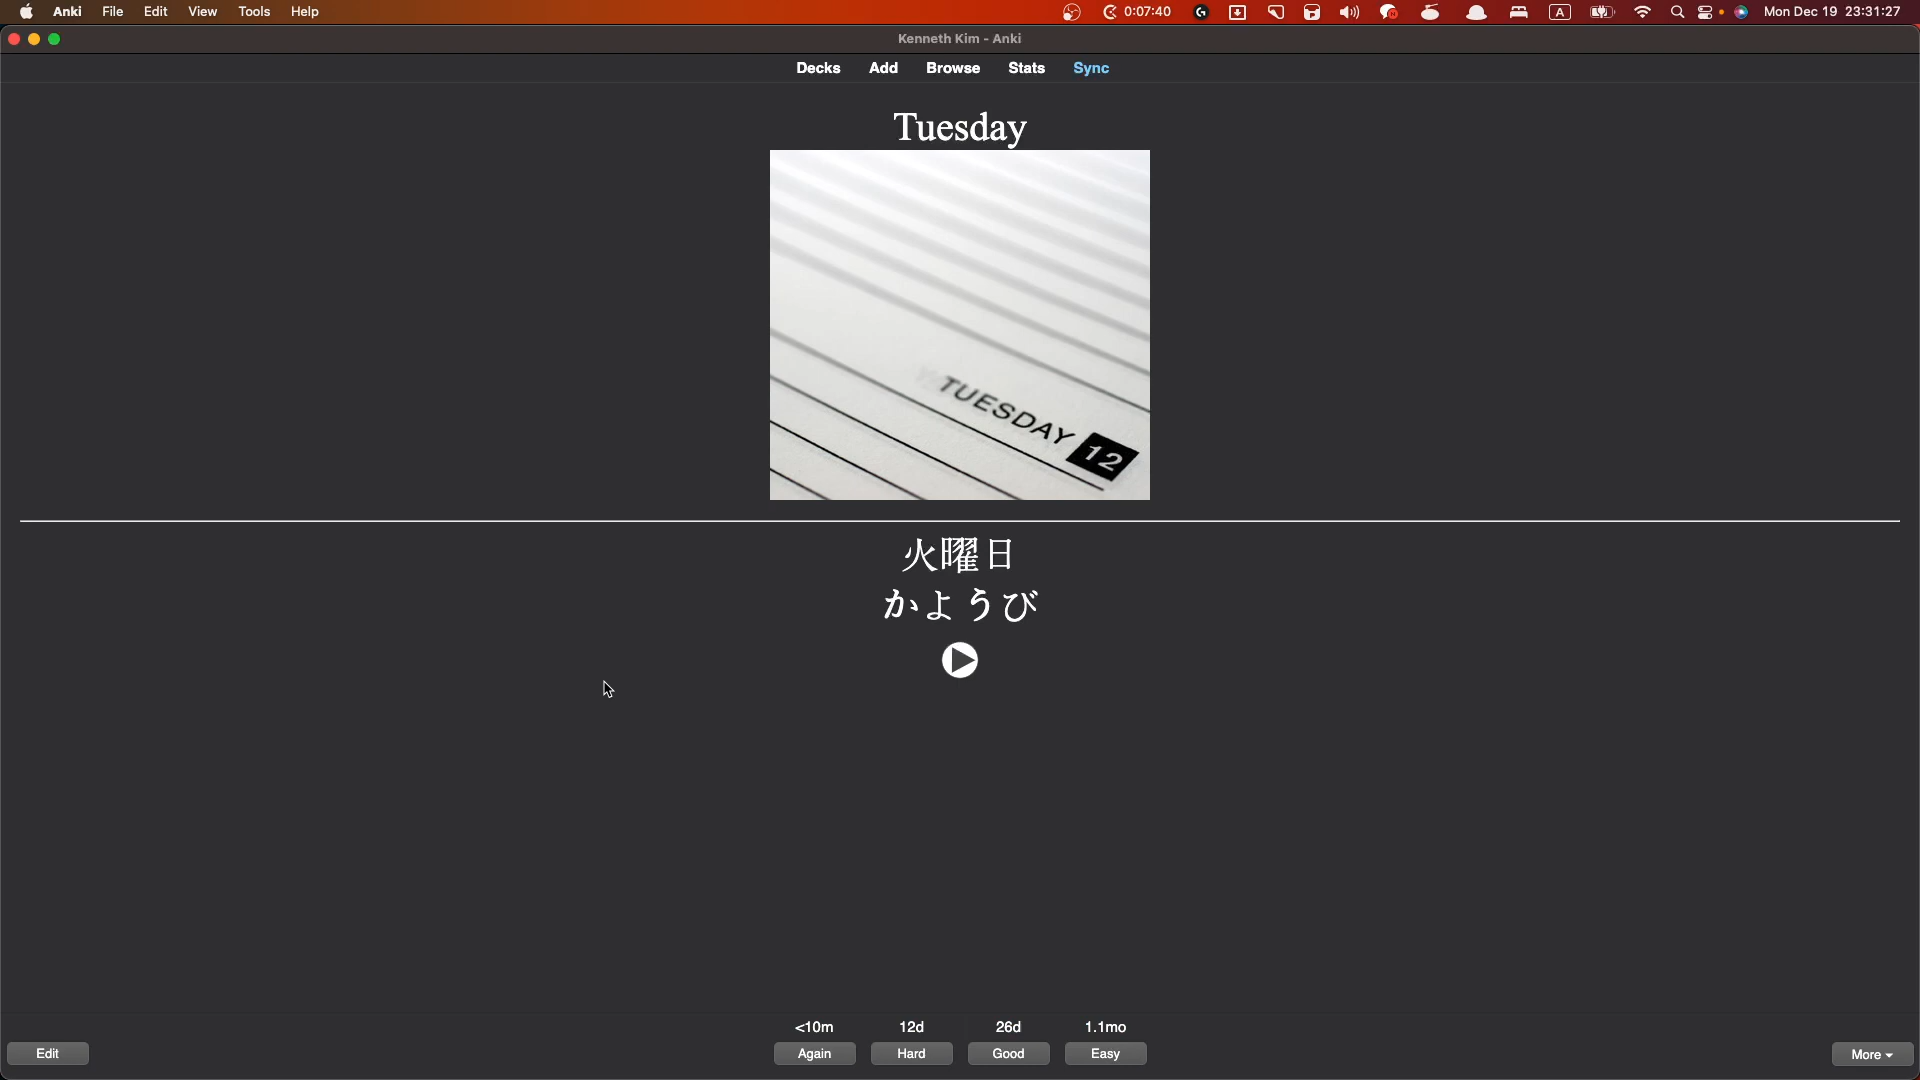 Anki File Edit View Tools Help 0:07:40 A Mon Dec 19 23:31:27
Kenneth Kim - Anki
Decks Add Browse Stats Sync
Tuesday
TUESDAY 12
火曜日
かようび
<10m 12d 26d 1.1mo
Edit Again Hard Good Easy More